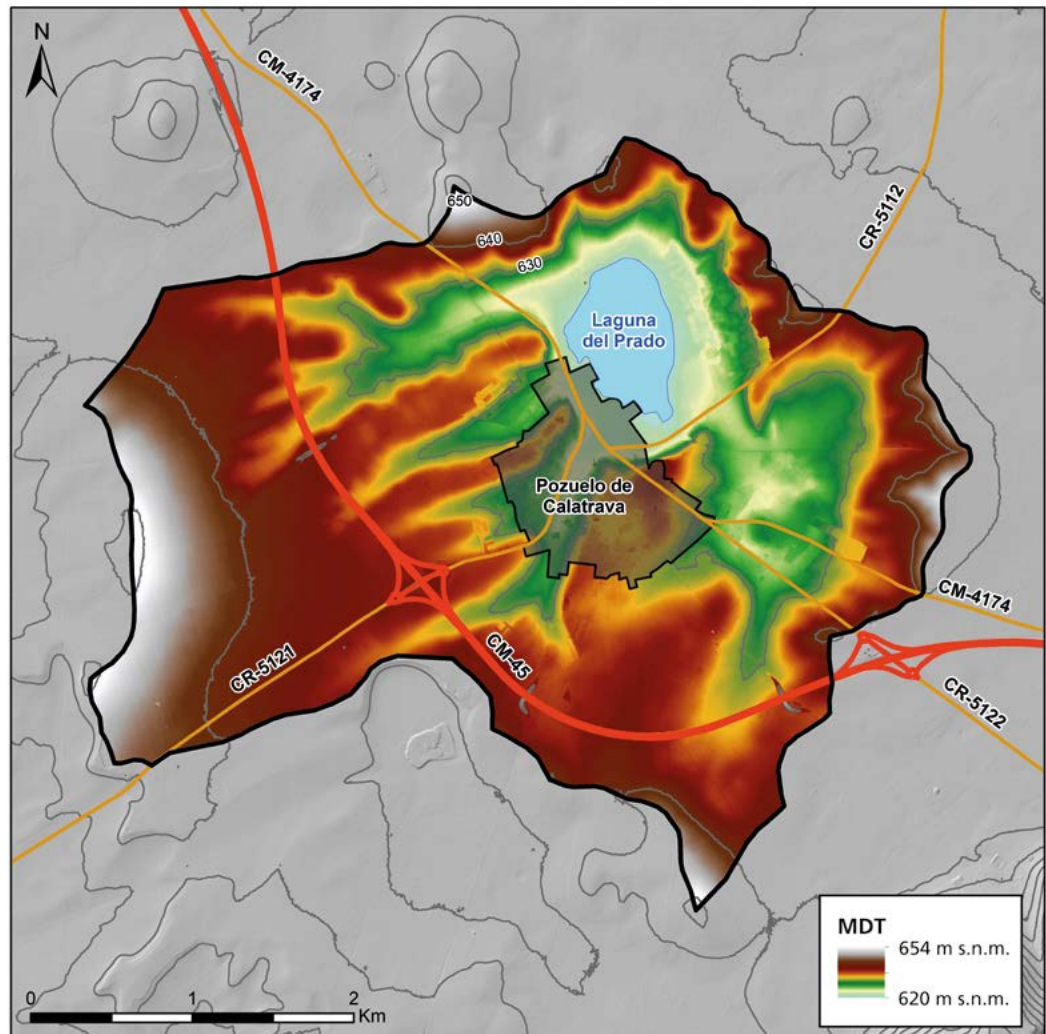 N
CM-4174
CR-5112
650
640
630
Laguna
del Prado
Pozuelo de
Calatrava
CM-4174
CR-5121
CM-45
CR-5122
MDT
654 m s.n.m.
620 m s.n.m.
0 1 2
Km